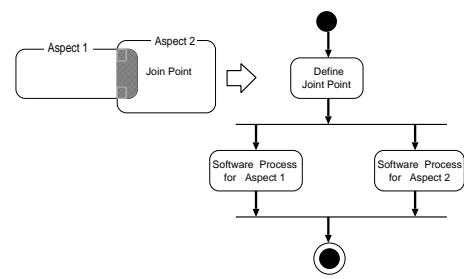 Aspect 1
Aspect 2
Join Point
Define
Joint Point
Software Process
for Aspect 1
Software Process
for Aspect 2